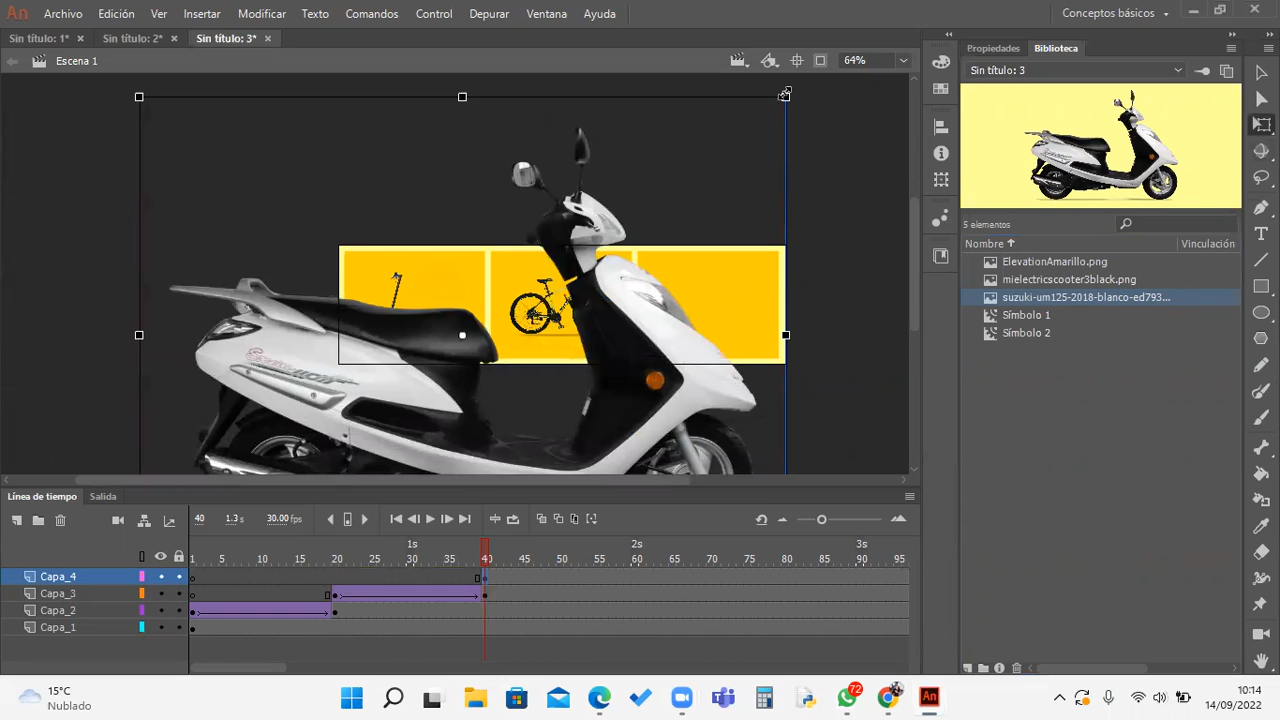 An Archivo Edición Ver Insertar Modificar Texto Comandos Control Depurar Ventana Ayuda Conceptos básicos
Sin título: 1* × Sin título: 2* × Sin título: 3* ×
Escena 1 64%
Propiedades Biblioteca
Sin título: 3
5 elementos
Nombre Vinculación
ElevationAmarillo.png
mielectricscooter3black.png
suzuki-um125-2018-blanco-ed793...
Símbolo 1
Símbolo 2
Línea de tiempo Salida
40 1.3 s 30.00 fps
1s 2s 3s
1 5 10 15 20 25 30 35 40 45 50 55 60 65 70 75 80 85 90 95
Capa_4
Capa_3
Capa_2
Capa_1
15°C
Nublado
72
An
10:14
14/09/2022